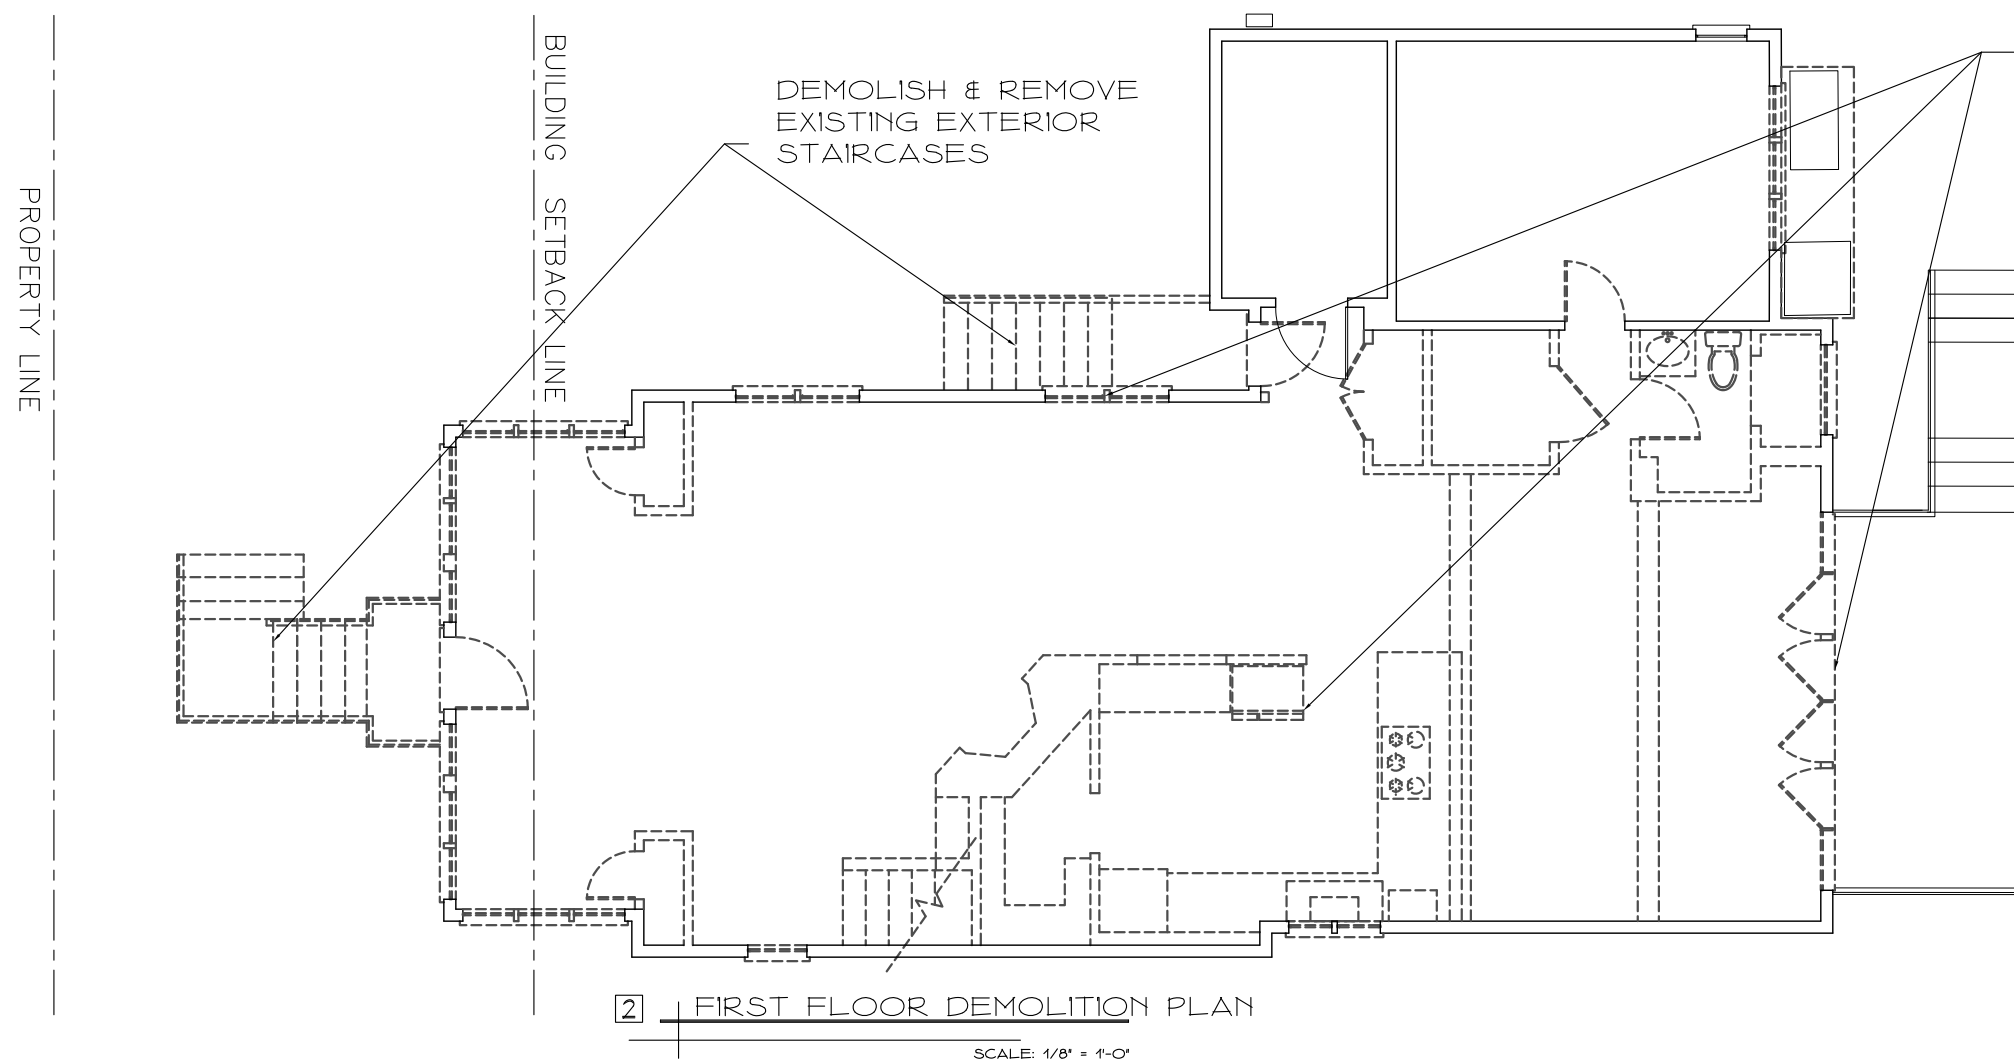 PROPERTY LINE
BUILDING SETBACK LINE
DEMOLISH & REMOVE
EXISTING EXTERIOR
STAIRCASES
2 FIRST FLOOR DEMOLITION PLAN
SCALE: 1/8" = 1'-0"